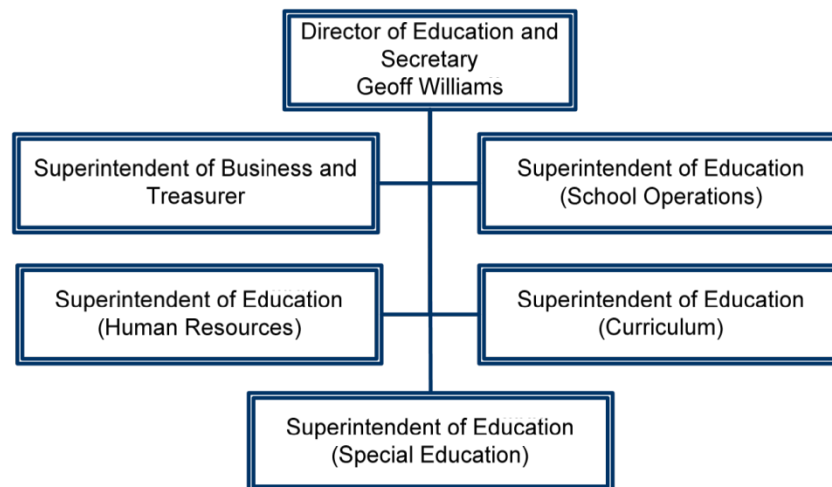 Director of Education and
Secretary
Geoff Williams
Superintendent of Business and
Treasurer
Superintendent of Education
(School Operations)
Superintendent of Education
(Human Resources)
Superintendent of Education
(Curriculum)
Superintendent of Education
(Special Education)